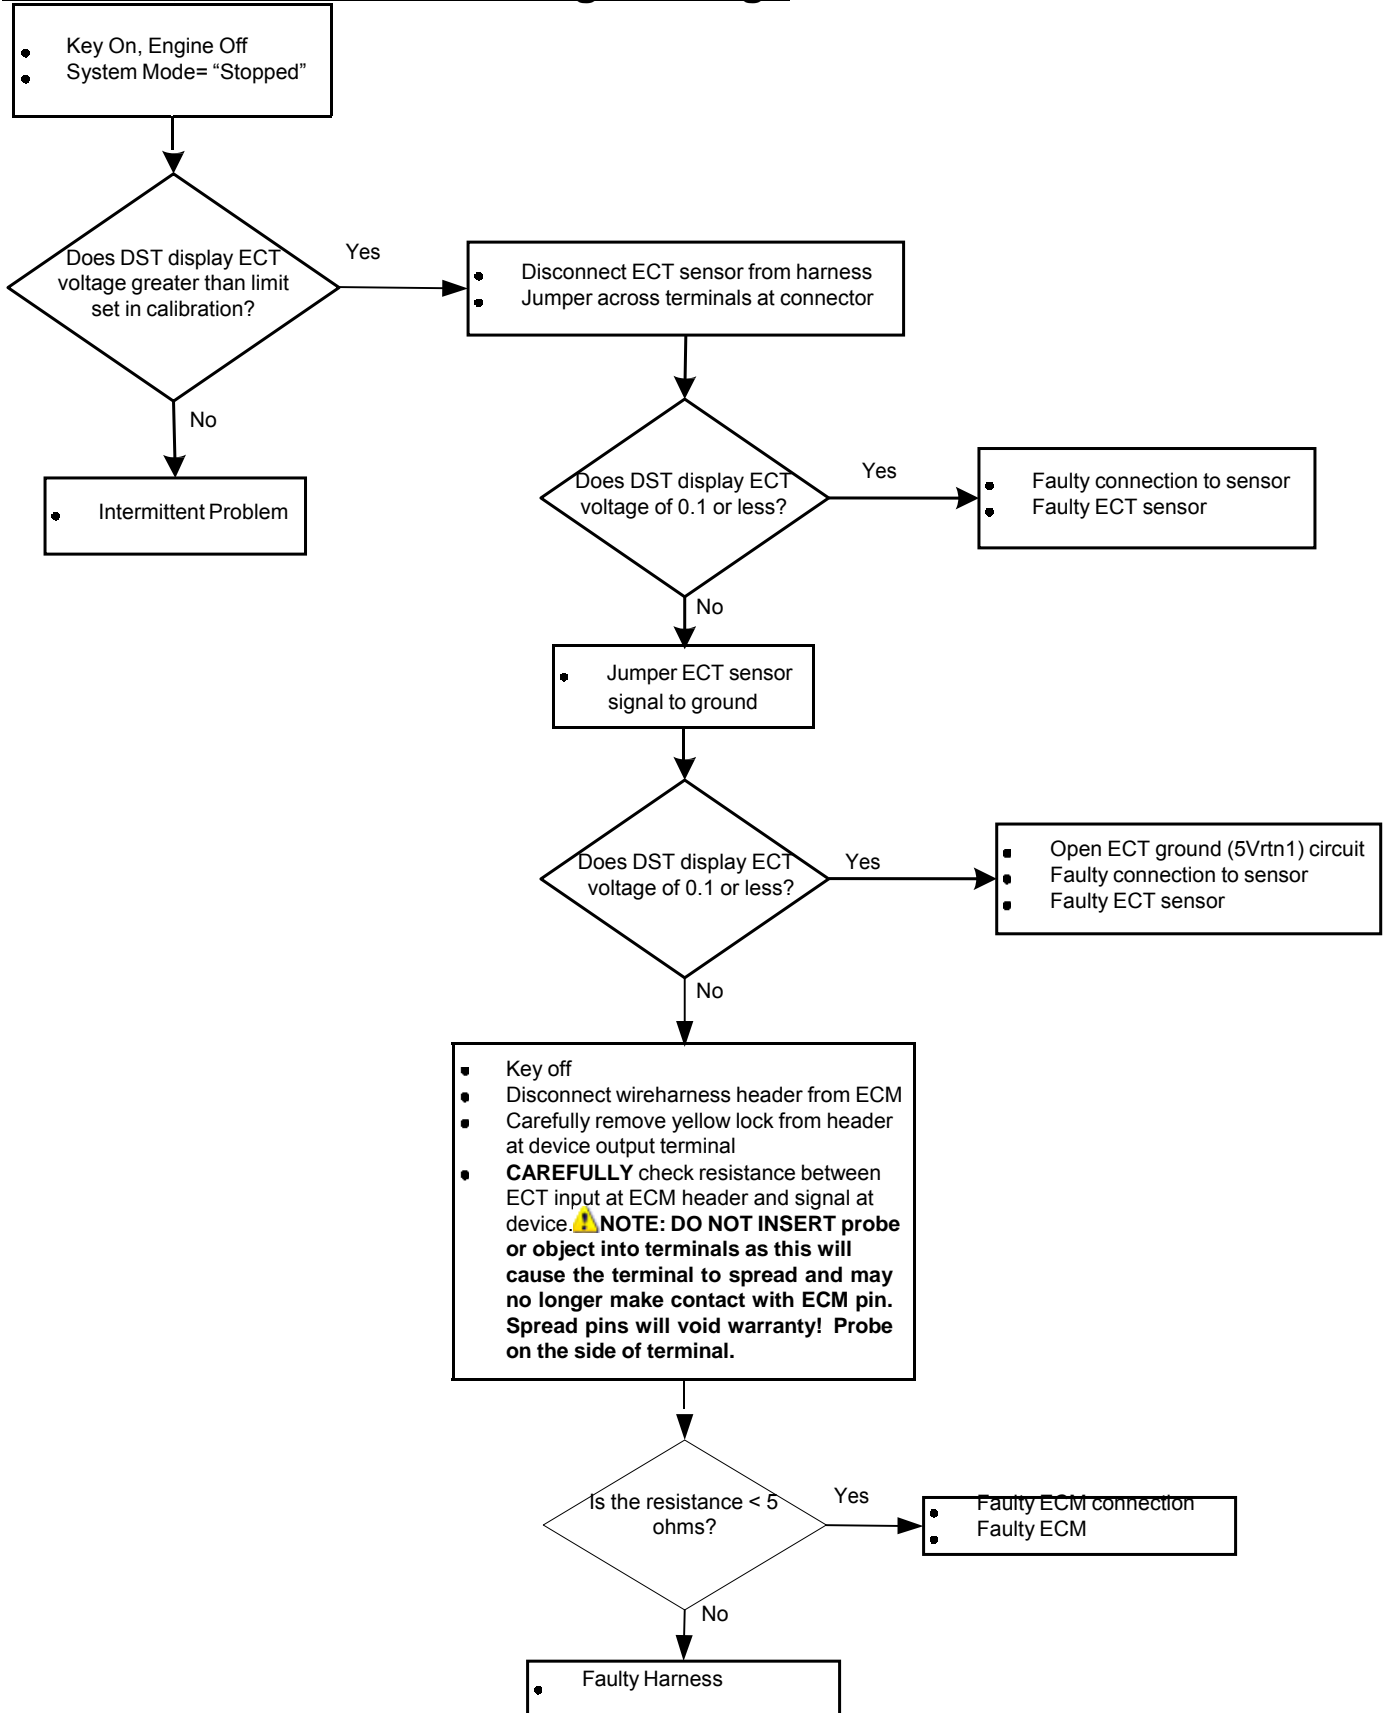 Key On, Engine Off
System Mode= “Stopped”
Does DST display ECT
voltage greater than limit
set in calibration?
Yes
Disconnect ECT sensor from harness
Jumper across terminals at connector
No
Intermittent Problem
Does DST display ECT
voltage of 0.1 or less?
Yes
Faulty connection to sensor
Faulty ECT sensor
No
Jumper ECT sensor
signal to ground
Does DST display ECT
voltage of 0.1 or less?
Yes
Open ECT ground (5Vrtn1) circuit
Faulty connection to sensor
Faulty ECT sensor
No
Key off
Disconnect wireharness header from ECM
Carefully remove yellow lock from header
at device output terminal
CAREFULLY check resistance between
ECT input at ECM header and signal at
device. NOTE: DO NOT INSERT probe
or object into terminals as this will
cause the terminal to spread and may
no longer make contact with ECM pin.
Spread pins will void warranty! Probe
on the side of terminal.
Is the resistance < 5
ohms?
Yes
Faulty ECM connection
Faulty ECM
No
Faulty Harness